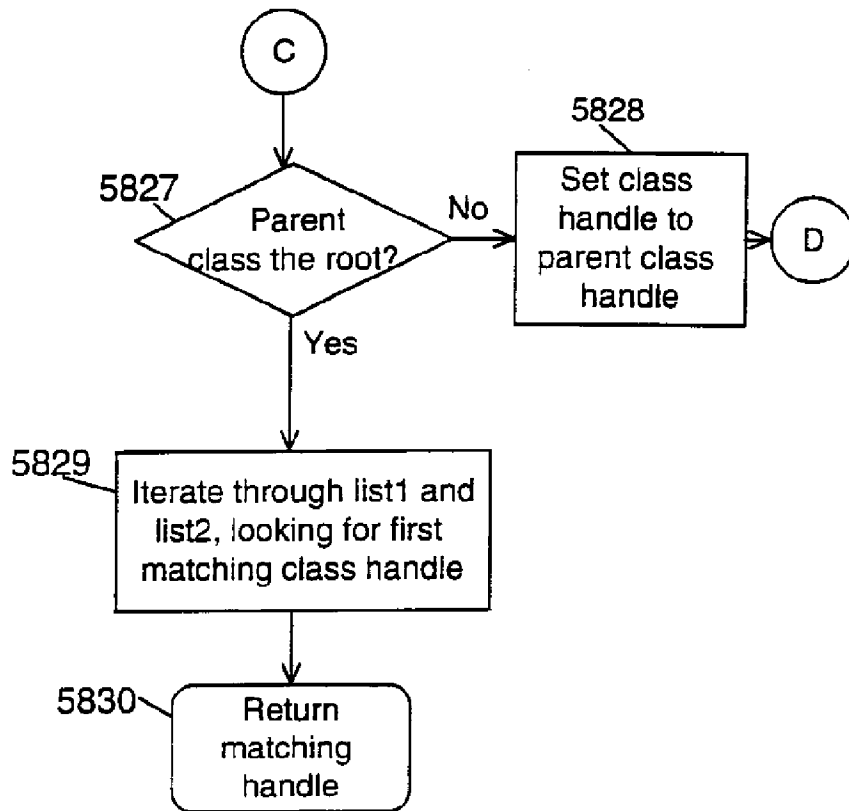 C
5827
Parent
class the root?
No
5828
Set class
handle to
parent class
handle
D
Yes
5829
Iterate through list1 and
list2, looking for first
matching class handle
5830
Return
matching
handle